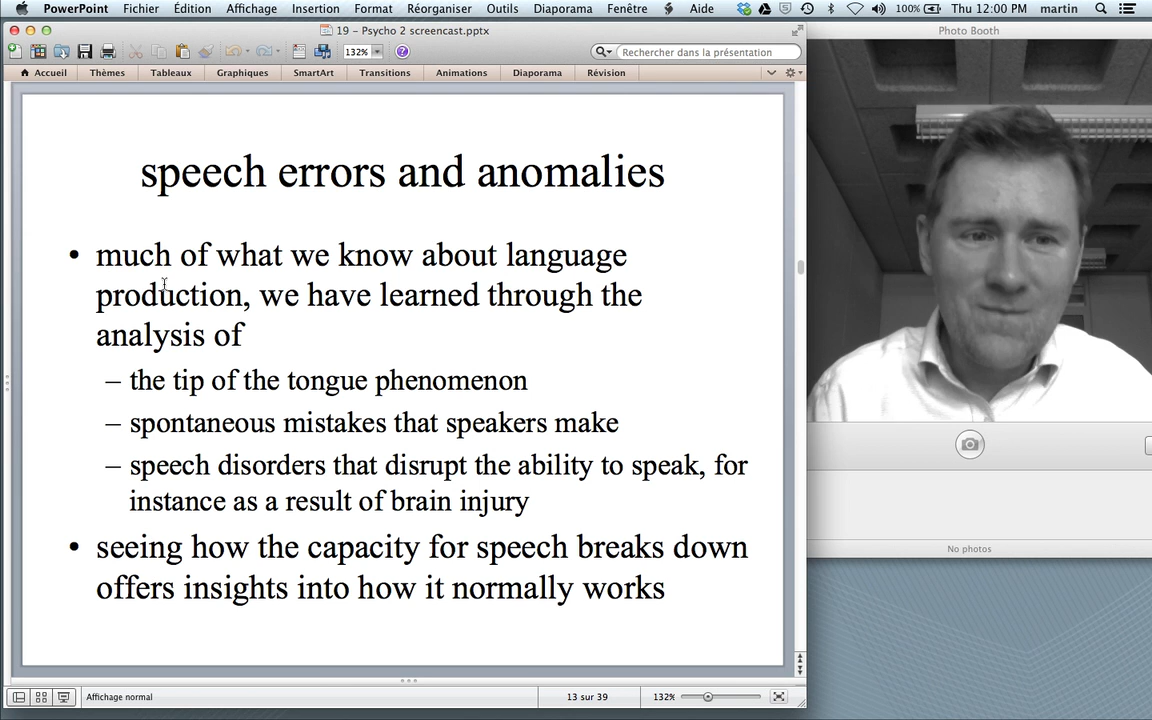 PowerPoint Fichier Édition Affichage Insertion Format Réorganiser Outils Diaporama Fenêtre Aide 100% Thu 12:00 PM martin
19 – Psycho 2 screencast.pptx
Photo Booth
132%
Rechercher dans la présentation
Accueil Thèmes Tableaux Graphiques SmartArt Transitions Animations Diaporama Révision
speech errors and anomalies
• much of what we know about language
production, we have learned through the
analysis of
– the tip of the tongue phenomenon
– spontaneous mistakes that speakers make
– speech disorders that disrupt the ability to speak, for
instance as a result of brain injury
• seeing how the capacity for speech breaks down
offers insights into how it normally works
No photos
Affichage normal 13 sur 39 132%